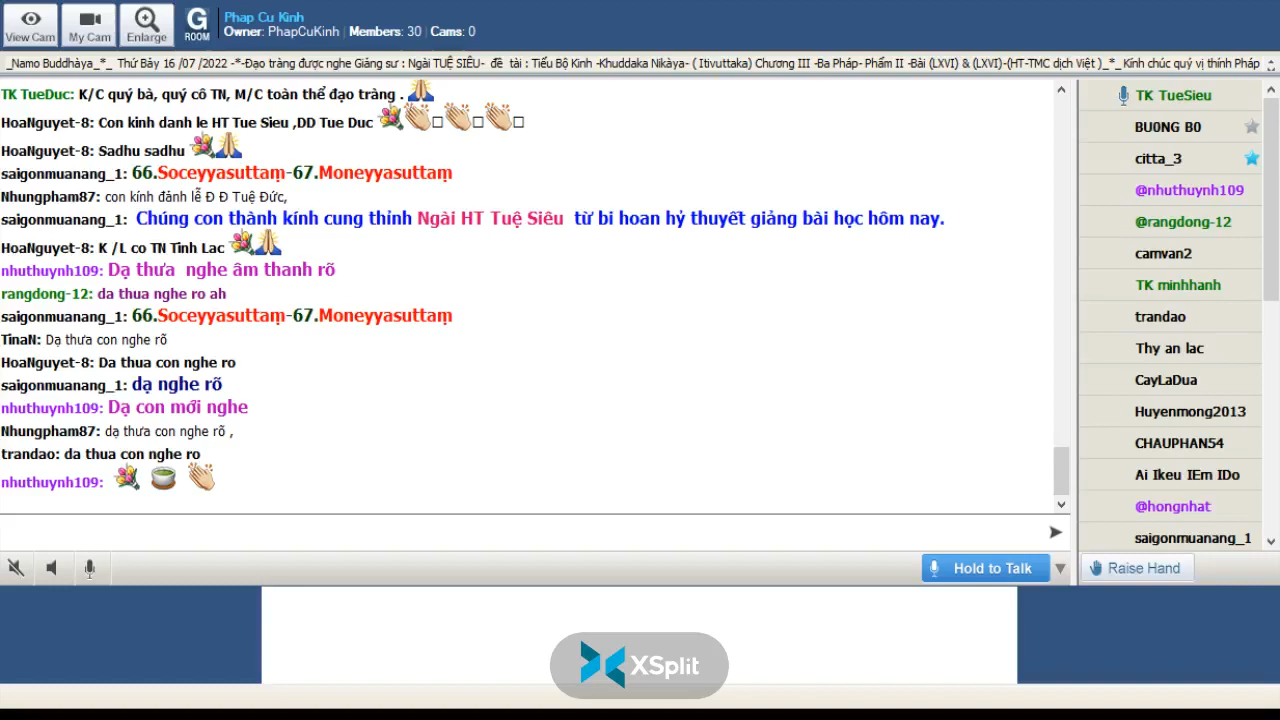 View Cam
My Cam
Enlarge
G
ROOM
Phap Cu Kinh
Owner: PhapCuKinh | Members: 30 | Cams: 0
_Namo Buddhàya_*_ Thứ Bảy 16 /07 /2022 -*-Đạo tràng được nghe Giảng sư : Ngài TUỆ SIÊU- đề tài : Tiểu Bộ Kinh -Khuddaka Nikàya- ( Itivuttaka) Chương III -Ba Pháp- Phẩm II -Bài (LXVI) & (LXVI)-(HT-TMC dịch Việt )_*_ Kính chúc quý vị thính Pháp
TK TueDuc: K/C quý bà, quý cô TN, M/C toàn thể đạo tràng .
HoaNguyet-8: Con kinh danh le HT Tue Sieu ,DD Tue Duc
HoaNguyet-8: Sadhu sadhu
saigonmuanang_1: 66.Soceyyasuttaṃ-67.Moneyyasuttaṃ
Nhungpham87: con kính đảnh lễ Đ Đ Tuệ Đức,
saigonmuanang_1: Chúng con thành kính cung thỉnh Ngài HT Tuệ Siêu từ bi hoan hỷ thuyết giảng bài học hôm nay.
HoaNguyet-8: K /L co TN Tinh Lac
nhuthuynh109: Dạ thưa nghe âm thanh rõ
rangdong-12: da thua nghe ro ah
saigonmuanang_1: 66.Soceyyasuttaṃ-67.Moneyyasuttaṃ
TinaN: Dạ thưa con nghe rõ
HoaNguyet-8: Da thua con nghe ro
saigonmuanang_1: dạ nghe rõ
nhuthuynh109: Dạ con mới nghe
Nhungpham87: dạ thưa con nghe rõ ,
trandao: da thua con nghe ro
nhuthuynh109:
TK TueSieu
BU0NG B0
citta_3
@nhuthuynh109
@rangdong-12
camvan2
TK minhhanh
trandao
Thy an lac
CayLaDua
Huyenmong2013
CHAUPHAN54
Ai Ikeu IEm IDo
@hongnhat
saigonmuanang_1
Hold to Talk
Raise Hand
XSplit